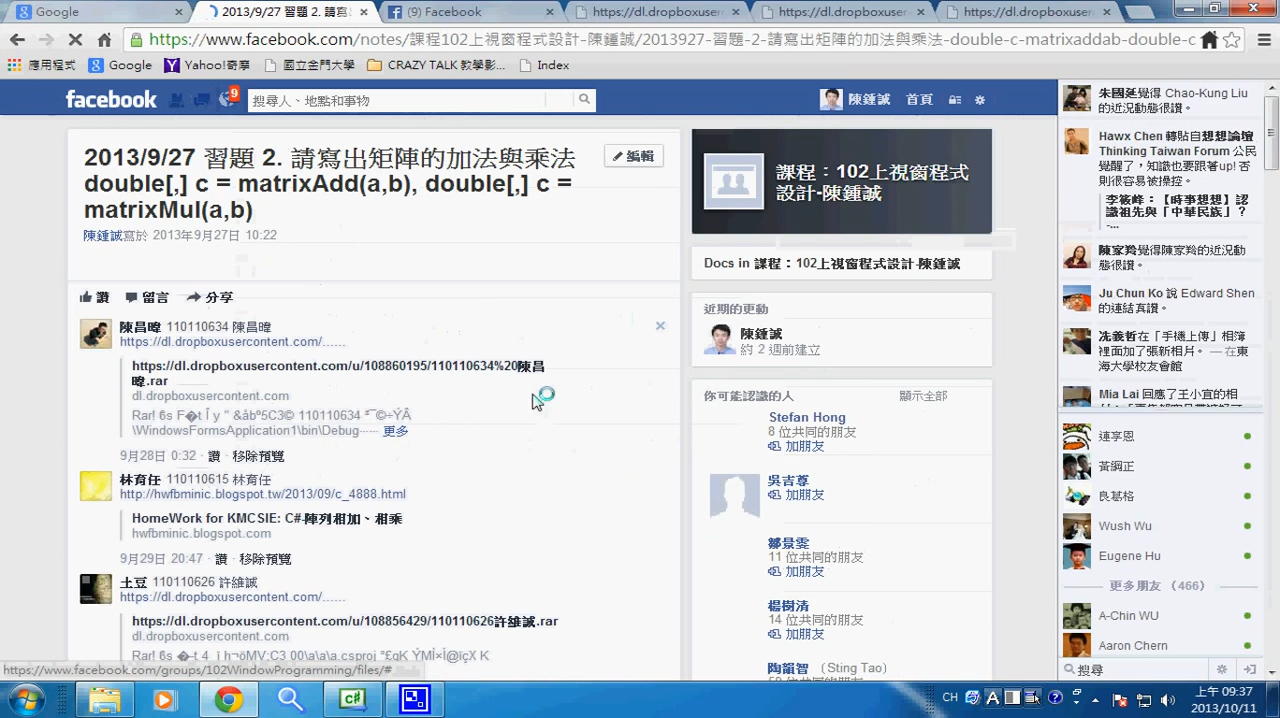 Google
2013/9/27 習題 2. 請寫出
(9) Facebook
https://dl.dropboxuser
https://dl.dropboxuser
https://dl.dropboxuser
https://www.facebook.com/notes/課程102上視窗程式設計-陳鍾誠/2013927-習題-2-請寫出矩陣的加法與乘法-double-c-matrixaddab-double-c
應用程式
Google
Yahoo!奇摩
國立金門大學
CRAZY TALK 教學影...
Index
facebook
9
搜尋人、地點和事物
陳鍾誠
首頁
2013/9/27 習題 2. 請寫出矩陣的加法與乘法
double[,] c = matrixAdd(a,b), double[,] c =
matrixMul(a,b)
編輯
陳鍾誠寫於 2013年9月27日 10:22
讚 留言 分享
陳昌暐 110110634 陳昌暐
https://dl.dropboxusercontent.com/......
https://dl.dropboxusercontent.com/u/108860195/110110634%20陳昌
暐.rar
dl.dropboxusercontent.com
\WindowsFormsApplication1\bin\Debug······ 更多
9月28日 0:32 · 讚 · 移除預覽
林育任 110110615 林育任
http://hwfbminic.blogspot.tw/2013/09/c_4888.html
HomeWork for KMCSIE: C#-陣列相加、相乘
hwfbminic.blogspot.com
9月29日 20:47 · 讚 · 移除預覽
土豆 110110626 許維誠
https://dl.dropboxusercontent.com/......
https://dl.dropboxusercontent.com/u/108856429/110110626許維誠.rar
dl.dropboxusercontent.com
https://www.facebook.com/groups/102WindowProgramming/files/#
課程：102上視窗程式
設計-陳鍾誠
Docs in 課程：102上視窗程式設計-陳鍾誠
近期的更動
陳鍾誠
約 2 週前建立
你可能認識的人
顯示全部
Stefan Hong
8 位共同的朋友
加朋友
吳吉尊
加朋友
鄒景雯
11 位共同的朋友
加朋友
楊樹清
14 位共同的朋友
加朋友
陶韻智 (Sting Tao)
朱國延覺得 Chao-Kung Liu
的近況動態很讚。
Hawx Chen 轉貼自想想論壇
Thinking Taiwan Forum 公民
覺醒了，知識也要跟著up! 否
則很容易被操控。
李筱峰：【時事想想】認
識祖先與「中華民族」？
-...
陳家羚覺得陳家羚的近況動
態很讚。
Ju Chun Ko 說 Edward Shen
的連結真讚。
冼義哲在「手機上傳」相簿
裡面加了張新相片。 — 在東
海大學校友會館
Mia Lai 回應了王小宜的相
連享恩
黃鋼正
良葛格
Wush Wu
Eugene Hu
更多朋友 (466)
A-Chin WU
Aaron Chern
搜尋
CH
上午 09:37
2013/10/11